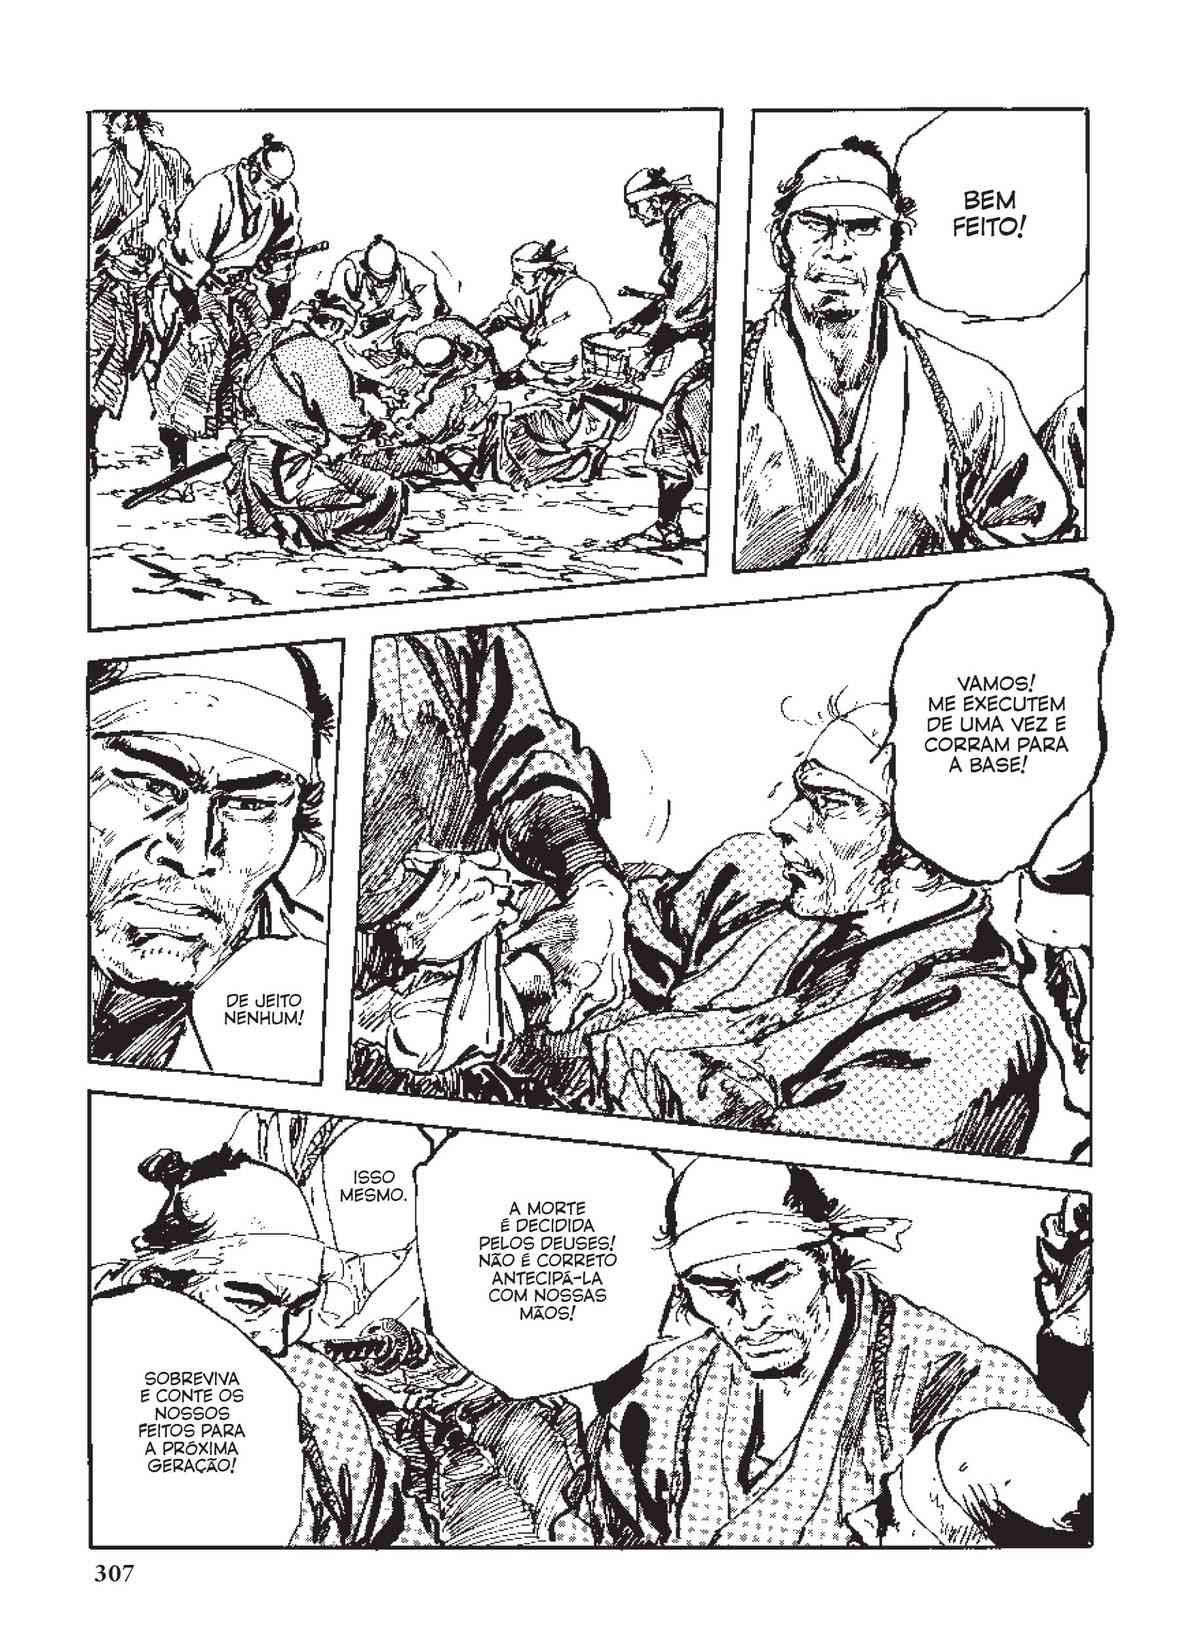 BEM
FEITO!
VAMOS!
ME EXECUTEM
DE UMA VEZ E
CORRAM PARA
A BASE!
DE JEITO
NENHUM!
ISSO
MESMO.
A MORTE
É DECIDIDA
PELOS DEUSES!
NÃO É CORRETO
ANTECIPÁ-LA
COM NOSSAS
MÃOS!
SOBREVIVA
E CONTE OS
NOSSOS
FEITOS PARA
A PRÓXIMA
GERAÇÃO!
307